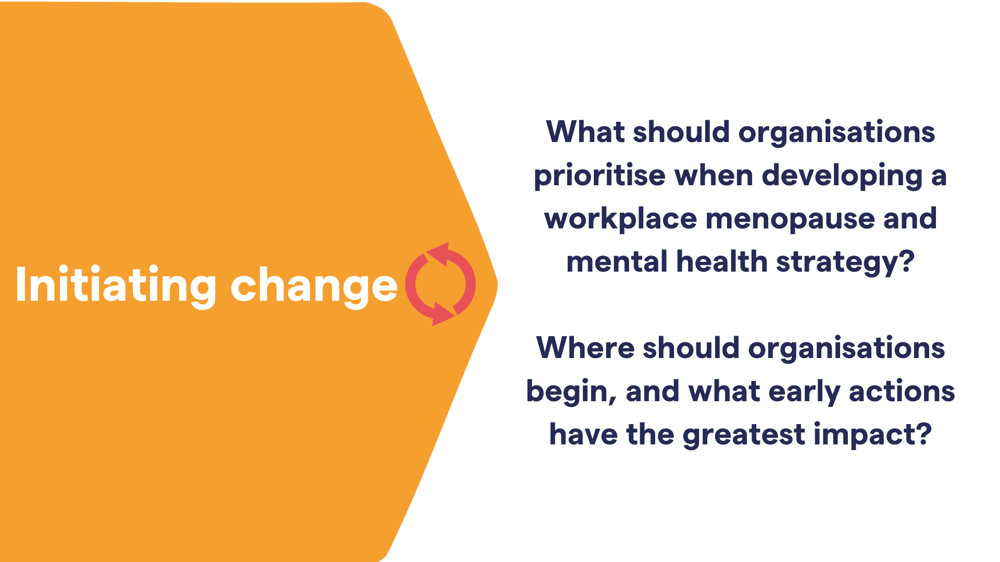 Initiating change
What should organisations
prioritise when developing a
workplace menopause and
mental health strategy?
Where should organisations
begin, and what early actions
have the greatest impact?